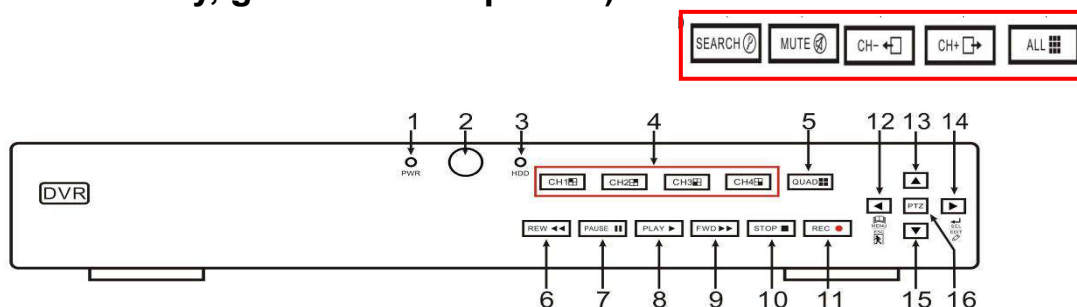 SEARCH MUTE CH- CH+ ALL
1 2 3 4 5 12 13 14
PWR HDD
CH1 CH2 CH3 CH4 QUAD
DVR
PTZ
MENU SEL
ESC EDIT
REW PAUSE PLAY FWD STOP REC
6 7 8 9 10 11 15 16